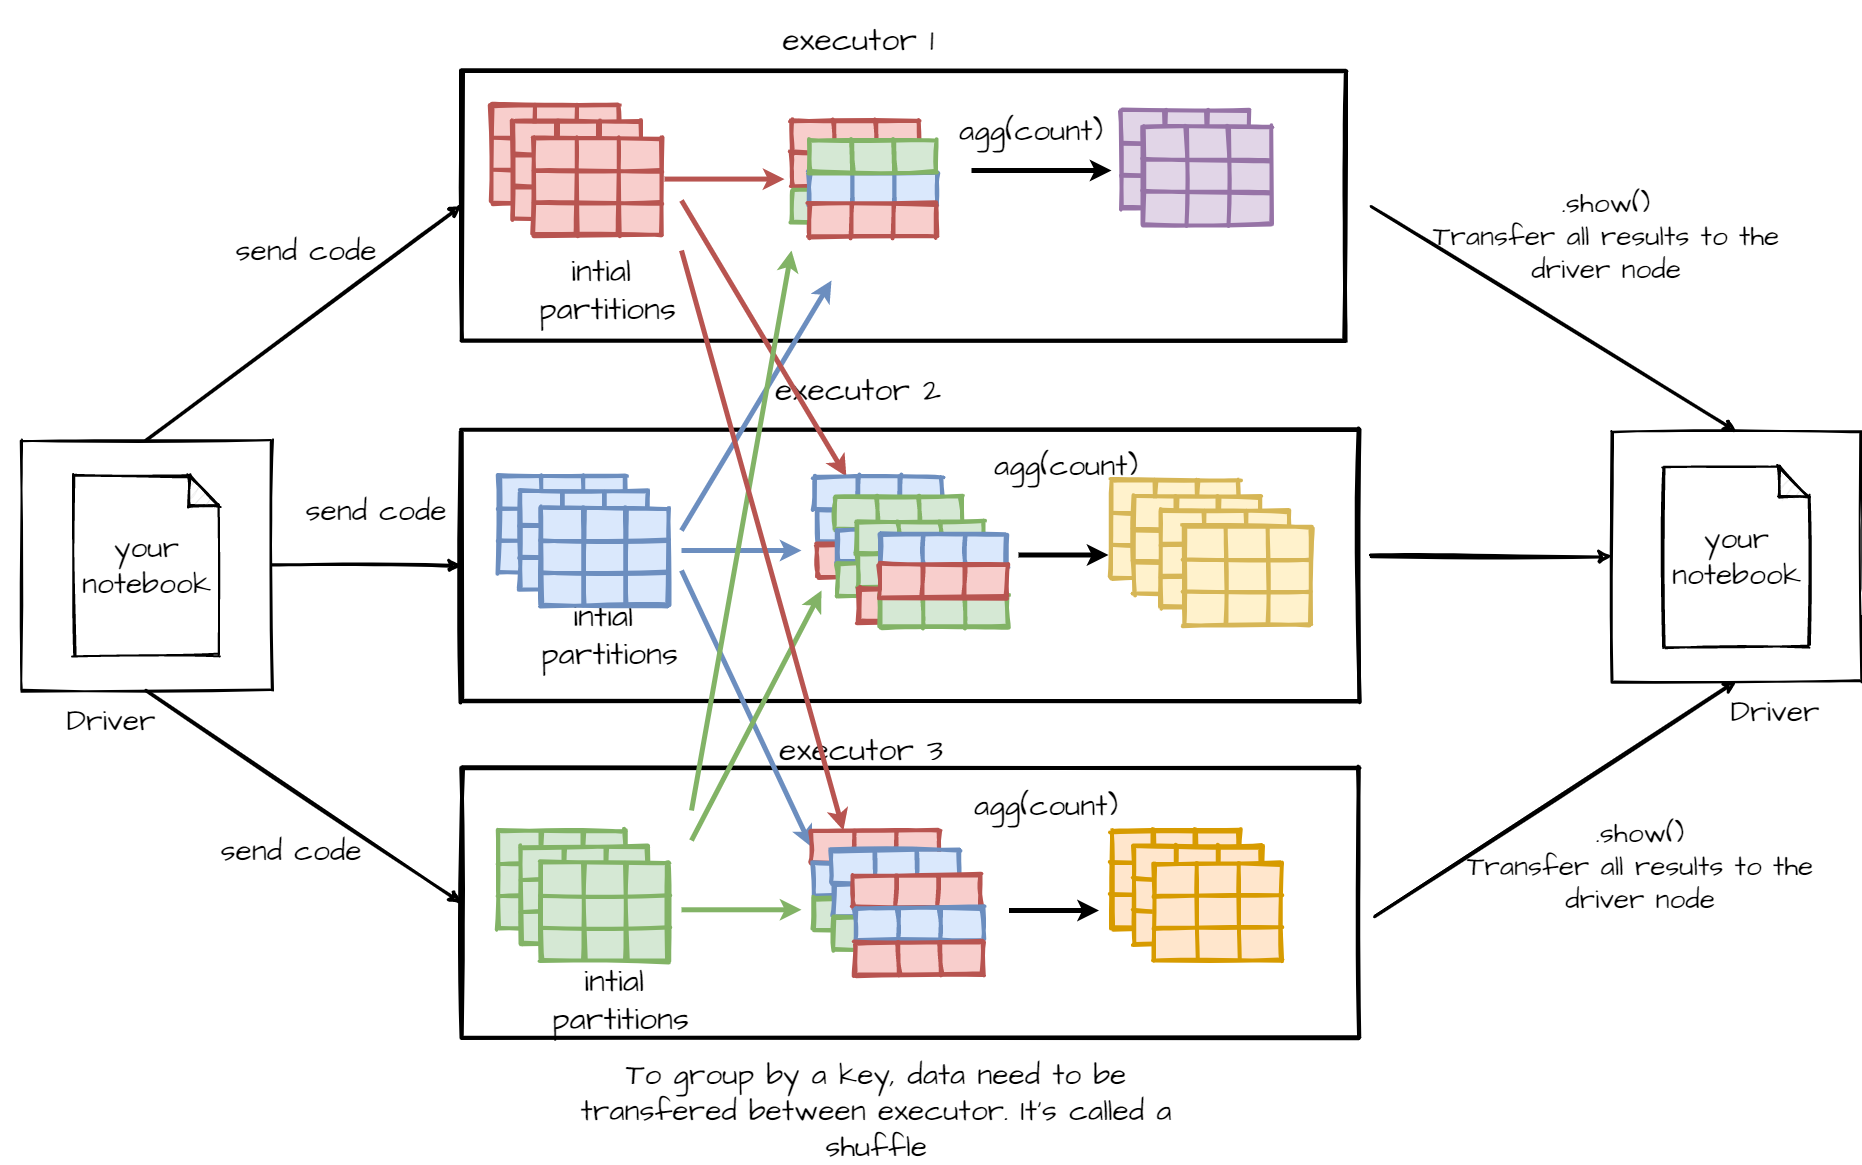 executor 1
agg(count)
.show()
Transfer all results to the
driver node
send code
intial
partitions
executor 2
agg(count)
send code
your
notebook
intial
partitions
your
notebook
Driver
Driver
executor 3
agg(count)
send code
.show()
Transfer all results to the
driver node
intial
partitions
To group by a key, data need to be
transfered between executor. It's called a
shuffle